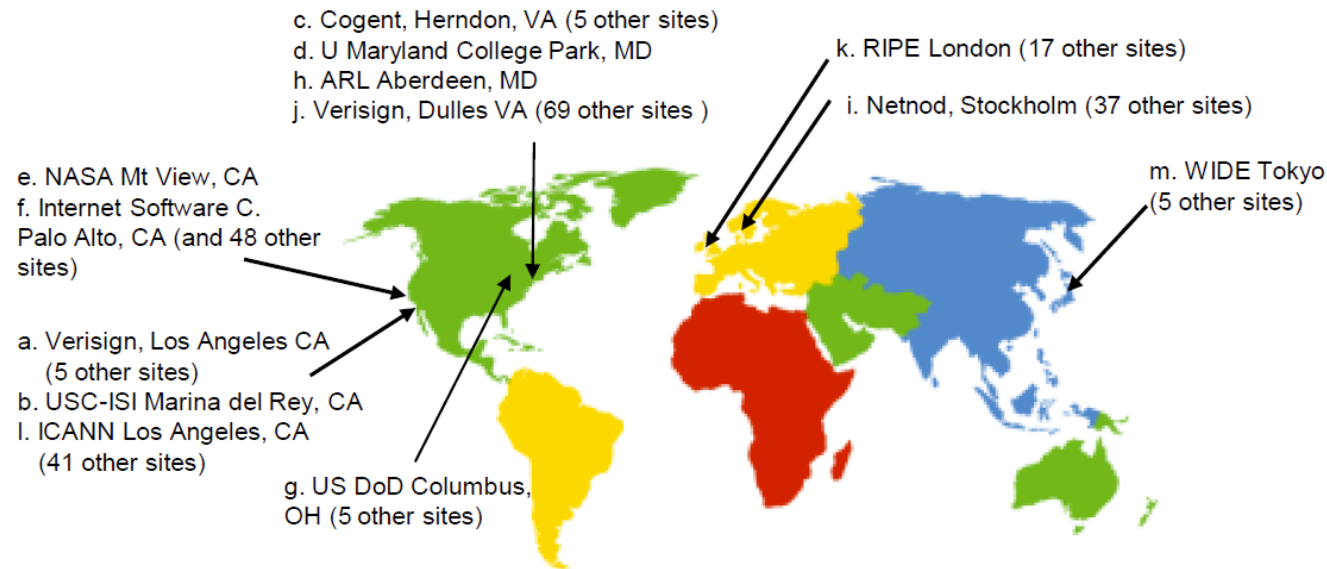 c. Cogent, Herndon, VA (5 other sites)
d. U Maryland College Park, MD
h. ARL Aberdeen, MD
j. Verisign, Dulles VA (69 other sites )
k. RIPE London (17 other sites)
i. Netnod, Stockholm (37 other sites)
m. WIDE Tokyo
(5 other sites)
e. NASA Mt View, CA
f. Internet Software C.
Palo Alto, CA (and 48 other
sites)
a. Verisign, Los Angeles CA
(5 other sites)
b. USC-ISI Marina del Rey, CA
l. ICANN Los Angeles, CA
(41 other sites)
g. US DoD Columbus,
OH (5 other sites)